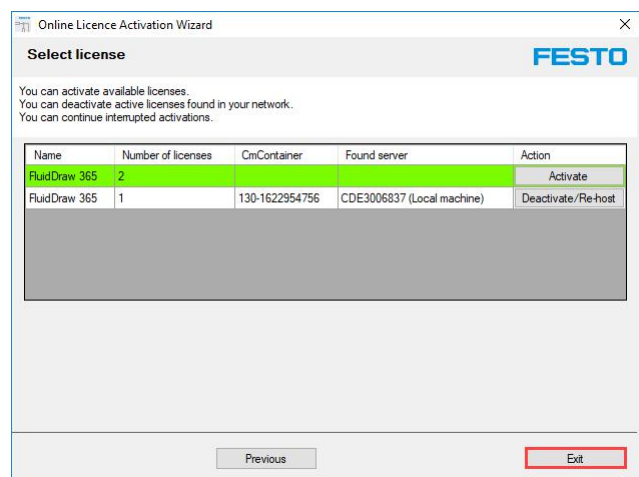 Online Licence Activation Wizard
Select license
FESTO
You can activate available licenses.
You can deactivate active licenses found in your network.
You can continue interrupted activations.
Name Number of licenses CmContainer Found server Action
FluidDraw 365 2 Activate
FluidDraw 365 1 130-1622954756 CDE3006837 (Local machine) Deactivate/Re-host
Previous Exit